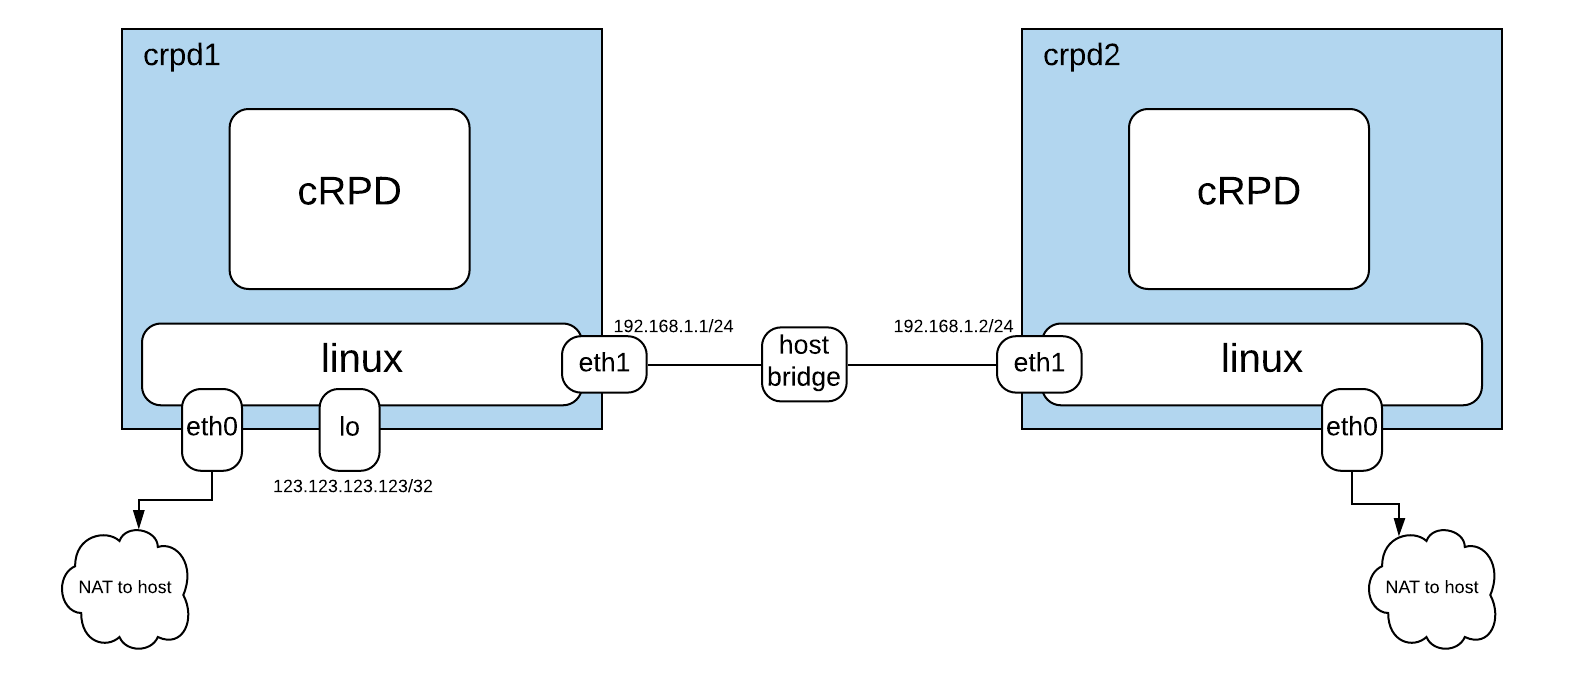 crpd1
cRPD
linux
eth1
eth0
lo
192.168.1.1/24
123.123.123.123/32
NAT to host
host
bridge
crpd2
cRPD
192.168.1.2/24
eth1
linux
eth0
NAT to host